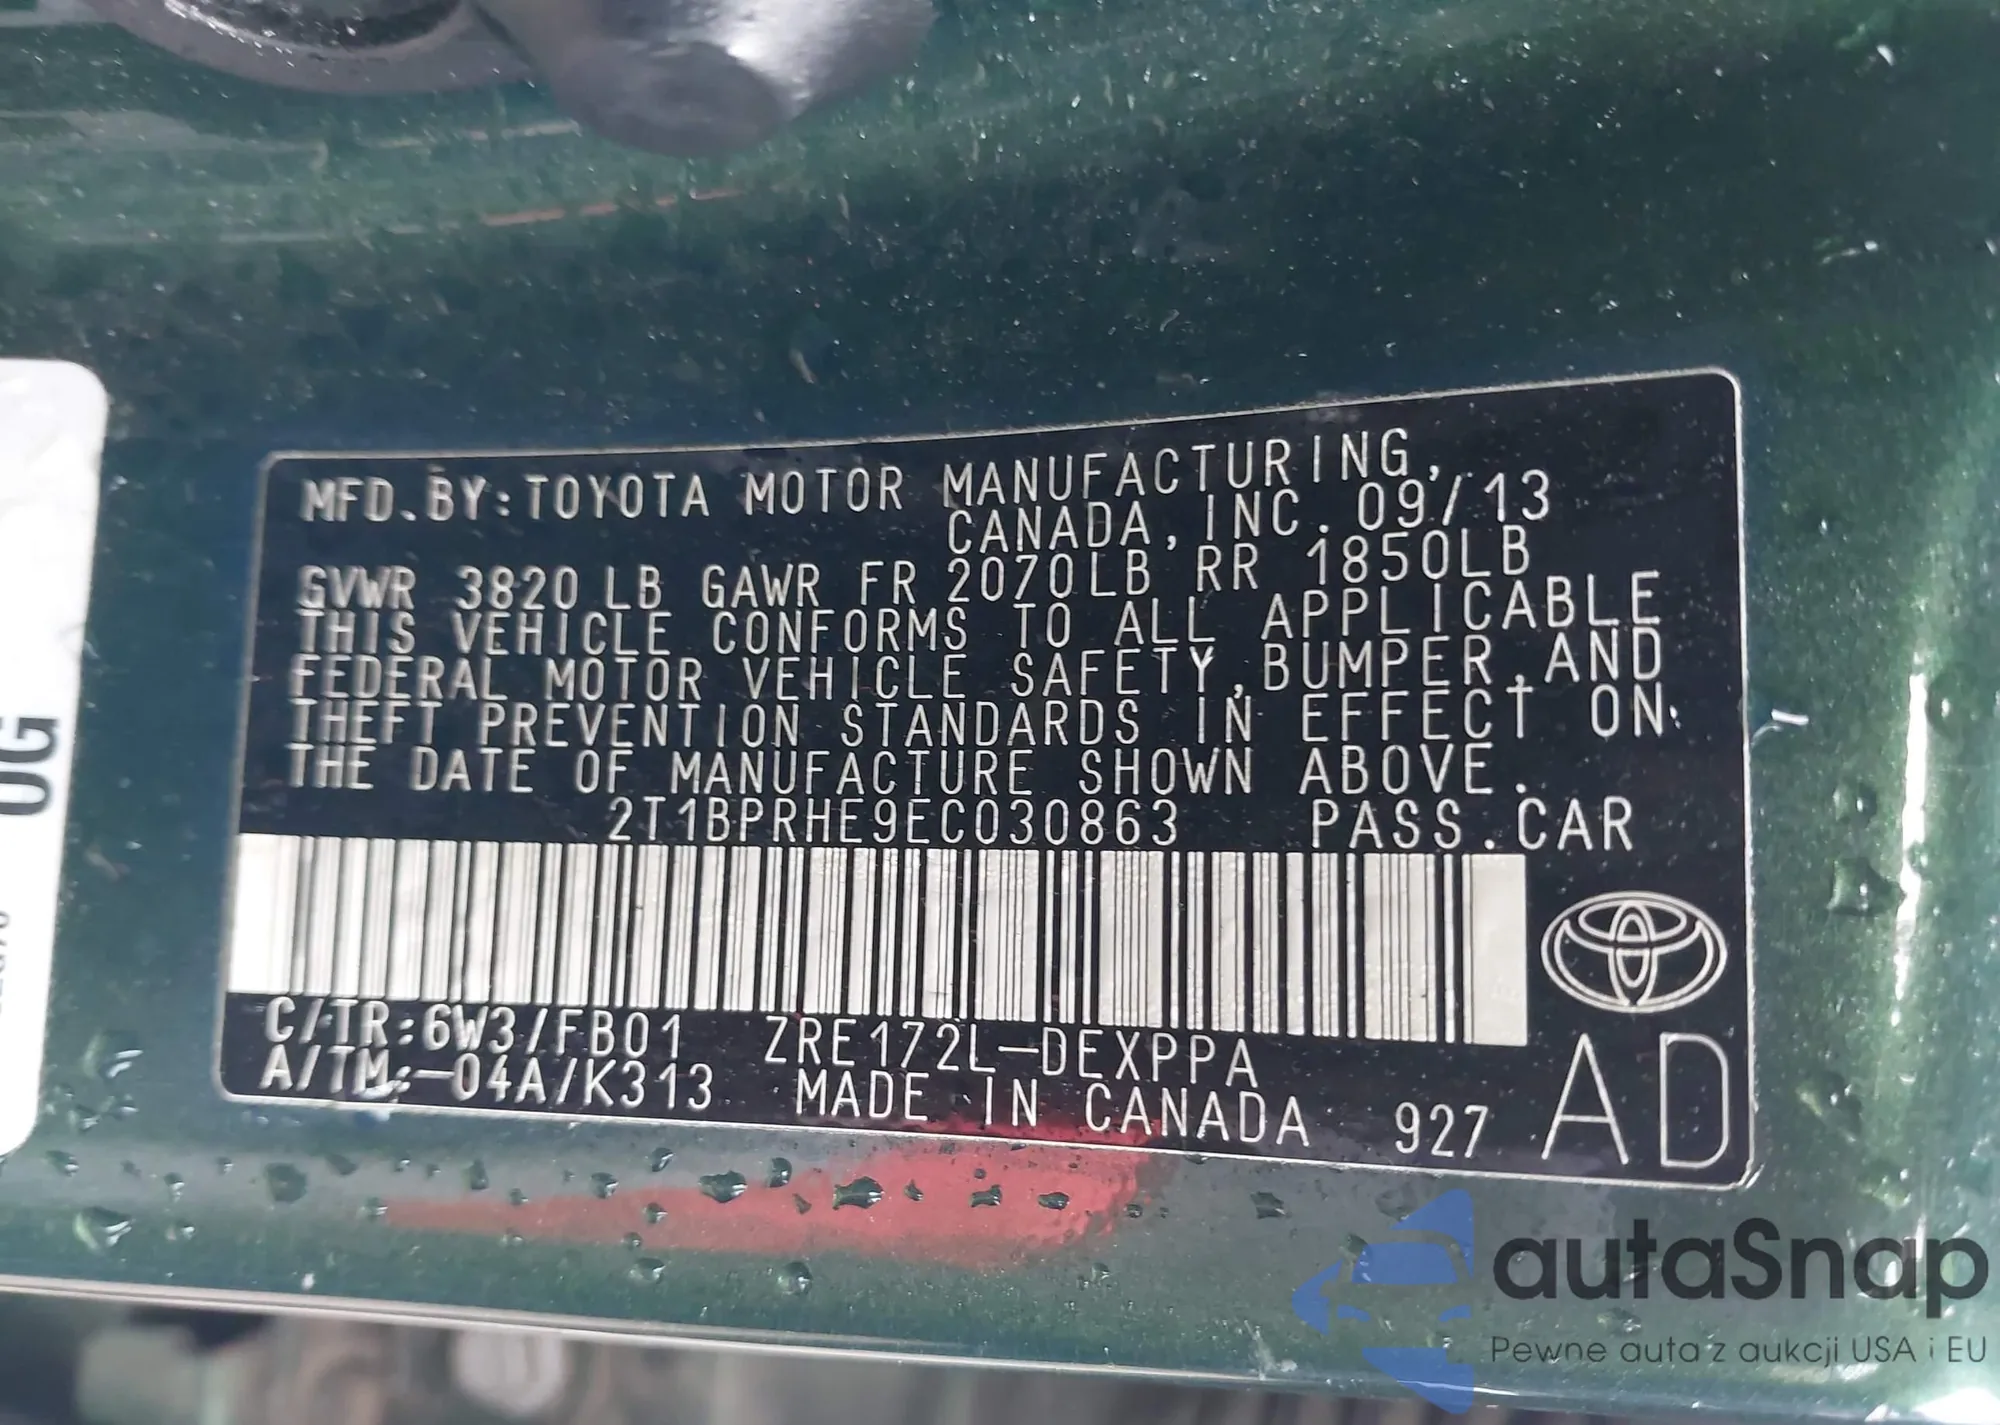 MFD.BY:TOYOTA MOTOR MANUFACTURING,
CANADA, INC. 09/13
GVWR 3820 LB GAWR FR 2070LB RR 1850LB
THIS VEHICLE CONFORMS TO ALL APPLICABLE
FEDERAL MOTOR VEHICLE SAFETY,BUMPER,AND
THEFT PREVENTION STANDARDS IN EFFECT ON
THE DATE OF MANUFACTURE SHOWN ABOVE.
2T1BPRHE9EC030863 PASS.CAR
C/TR:6W3/FB01 ZRE172L-DEXPPA
A/TM:-04A/K313 MADE IN CANADA 927 AD
0G
autaSnap
Pewne auta z aukcji USA i EU